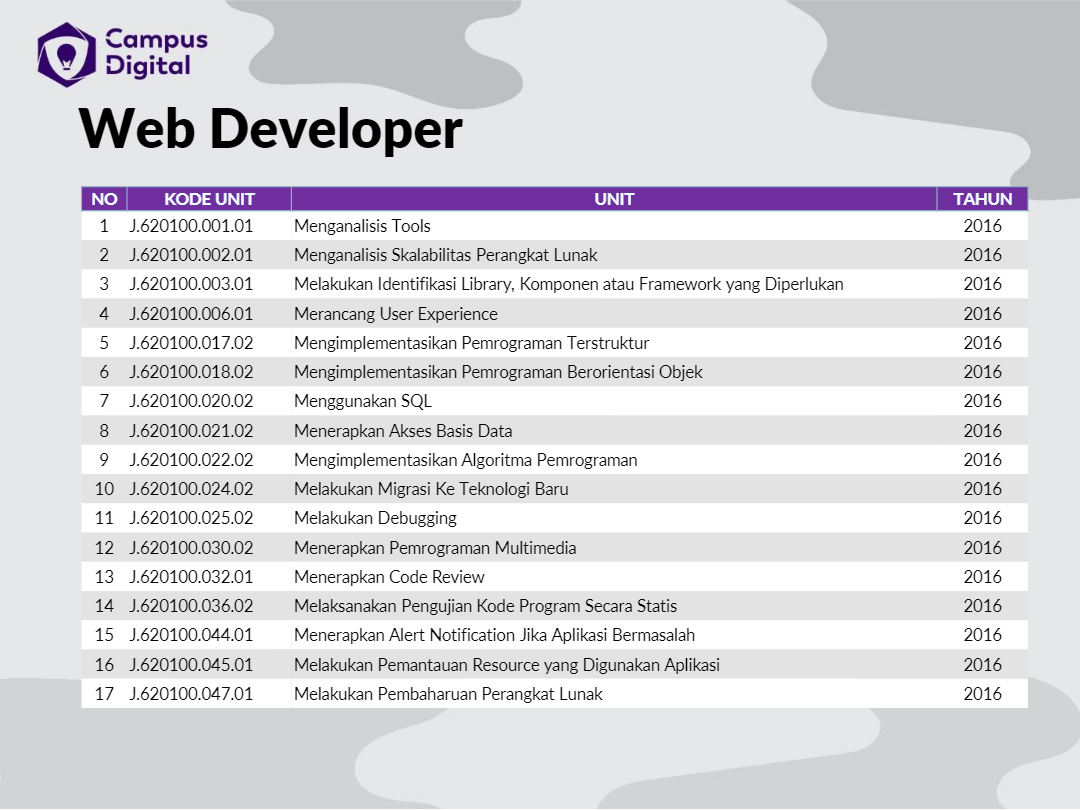 Campus
Digital
Web Developer
NO KODE UNIT UNIT TAHUN
1 J.620100.001.01 Menganalisis Tools 2016
2 J.620100.002.01 Menganalisis Skalabilitas Perangkat Lunak 2016
3 J.620100.003.01 Melakukan Identifikasi Library, Komponen atau Framework yang Diperlukan 2016
4 J.620100.006.01 Merancang User Experience 2016
5 J.620100.017.02 Mengimplementasikan Pemrograman Terstruktur 2016
6 J.620100.018.02 Mengimplementasikan Pemrograman Berorientasi Objek 2016
7 J.620100.020.02 Menggunakan SQL 2016
8 J.620100.021.02 Menerapkan Akses Basis Data 2016
9 J.620100.022.02 Mengimplementasikan Algoritma Pemrograman 2016
10 J.620100.024.02 Melakukan Migrasi Ke Teknologi Baru 2016
11 J.620100.025.02 Melakukan Debugging 2016
12 J.620100.030.02 Menerapkan Pemrograman Multimedia 2016
13 J.620100.032.01 Menerapkan Code Review 2016
14 J.620100.036.02 Melaksanakan Pengujian Kode Program Secara Statis 2016
15 J.620100.044.01 Menerapkan Alert Notification Jika Aplikasi Bermasalah 2016
16 J.620100.045.01 Melakukan Pemantauan Resource yang Digunakan Aplikasi 2016
17 J.620100.047.01 Melakukan Pembaharuan Perangkat Lunak 2016